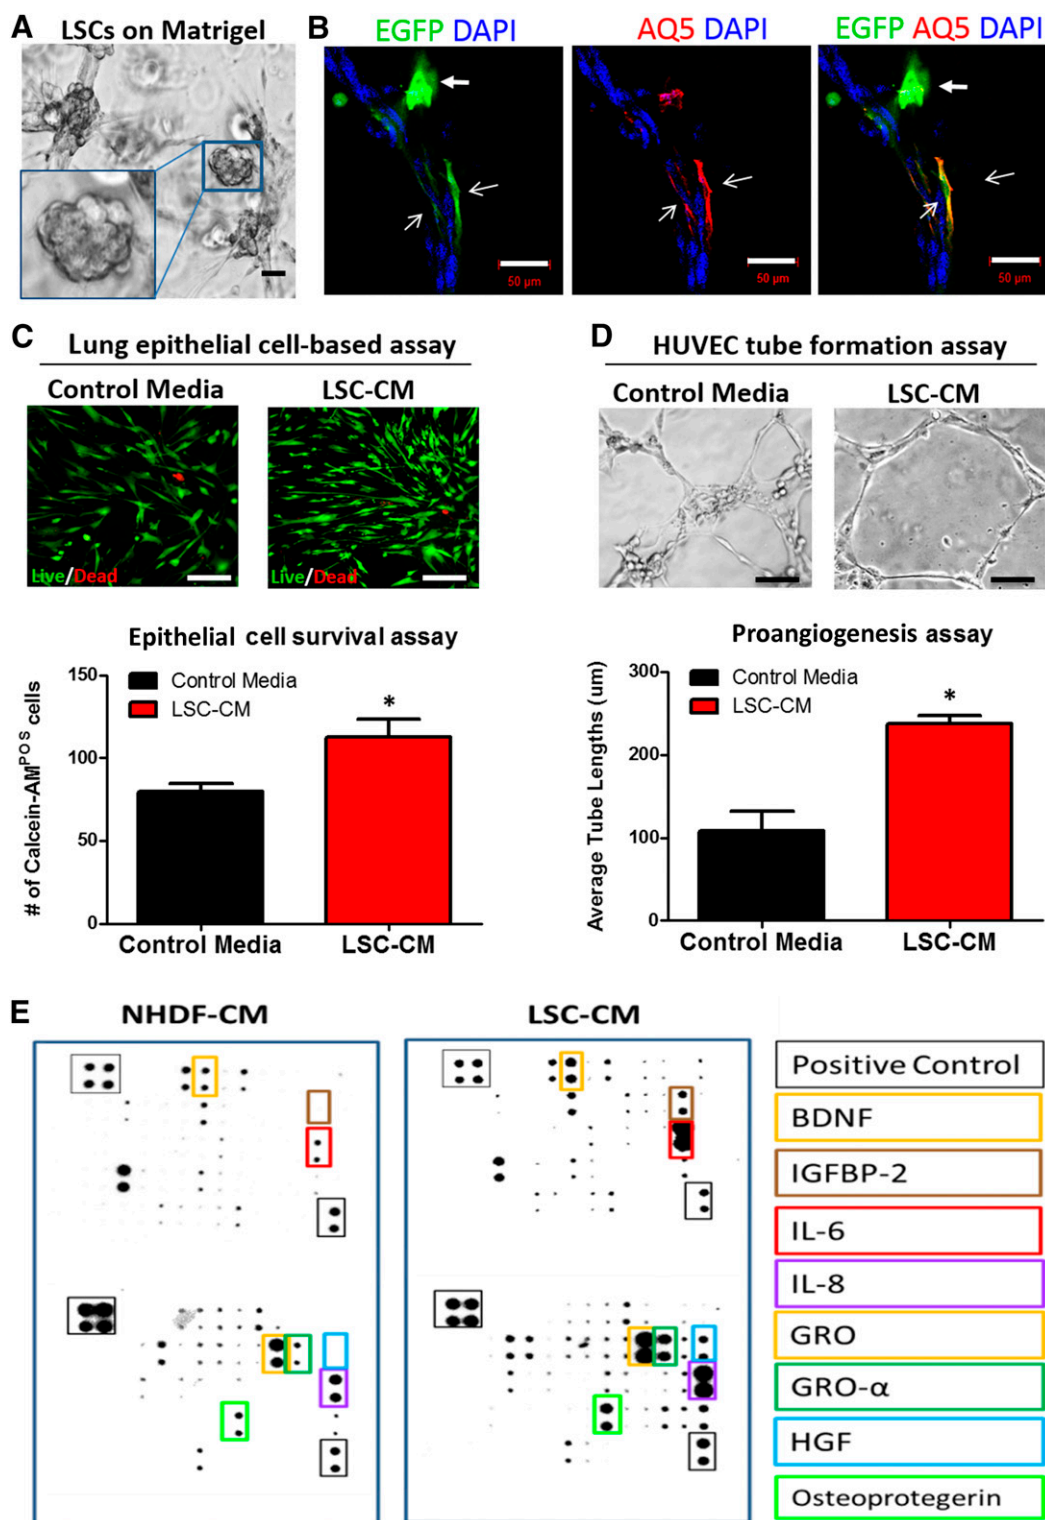 A
LSCs on Matrigel
B
EGFP DAPI
AQ5 DAPI
EGFP AQ5 DAPI
50 µm
50 µm
50 µm
C
Lung epithelial cell-based assay
Control Media
LSC-CM
Live/Dead
Live/Dead
Epithelial cell survival assay
# of Calcein-AM^POS cells
150
100
50
0
Control Media
LSC-CM
*
Control Media
LSC-CM
D
HUVEC tube formation assay
Control Media
LSC-CM
Proangiogenesis assay
Average Tube Lengths (um)
300
200
100
0
Control Media
LSC-CM
*
Control Media
LSC-CM
E
NHDF-CM
LSC-CM
Positive Control
BDNF
IGFBP-2
IL-6
IL-8
GRO
GRO-α
HGF
Osteoprotegerin